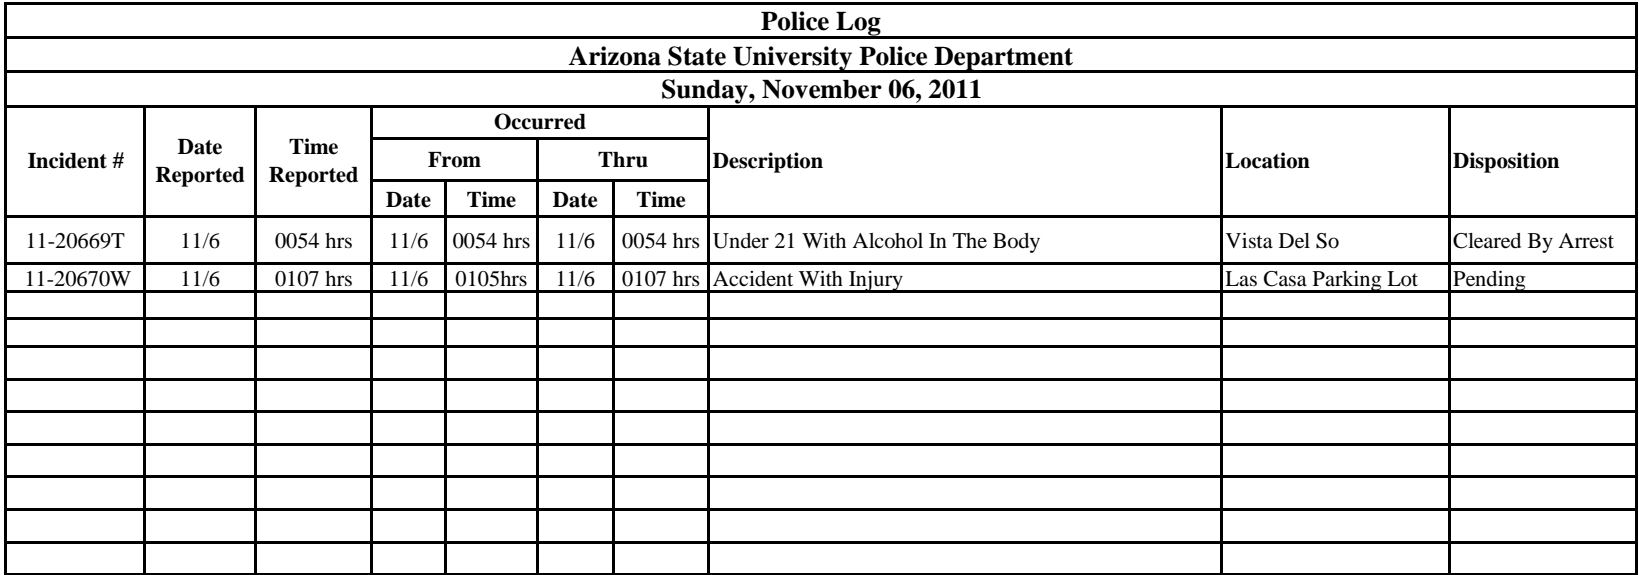 Police Log
Arizona State University Police Department
Sunday, November 06, 2011
Incident # Date Reported Time Reported Occurred Description Location Disposition
From Thru
Date Time Date Time
11-20669T 11/6 0054 hrs 11/6 0054 hrs 11/6 0054 hrs Under 21 With Alcohol In The Body Vista Del So Cleared By Arrest
11-20670W 11/6 0107 hrs 11/6 0105hrs 11/6 0107 hrs Accident With Injury Las Casa Parking Lot Pending